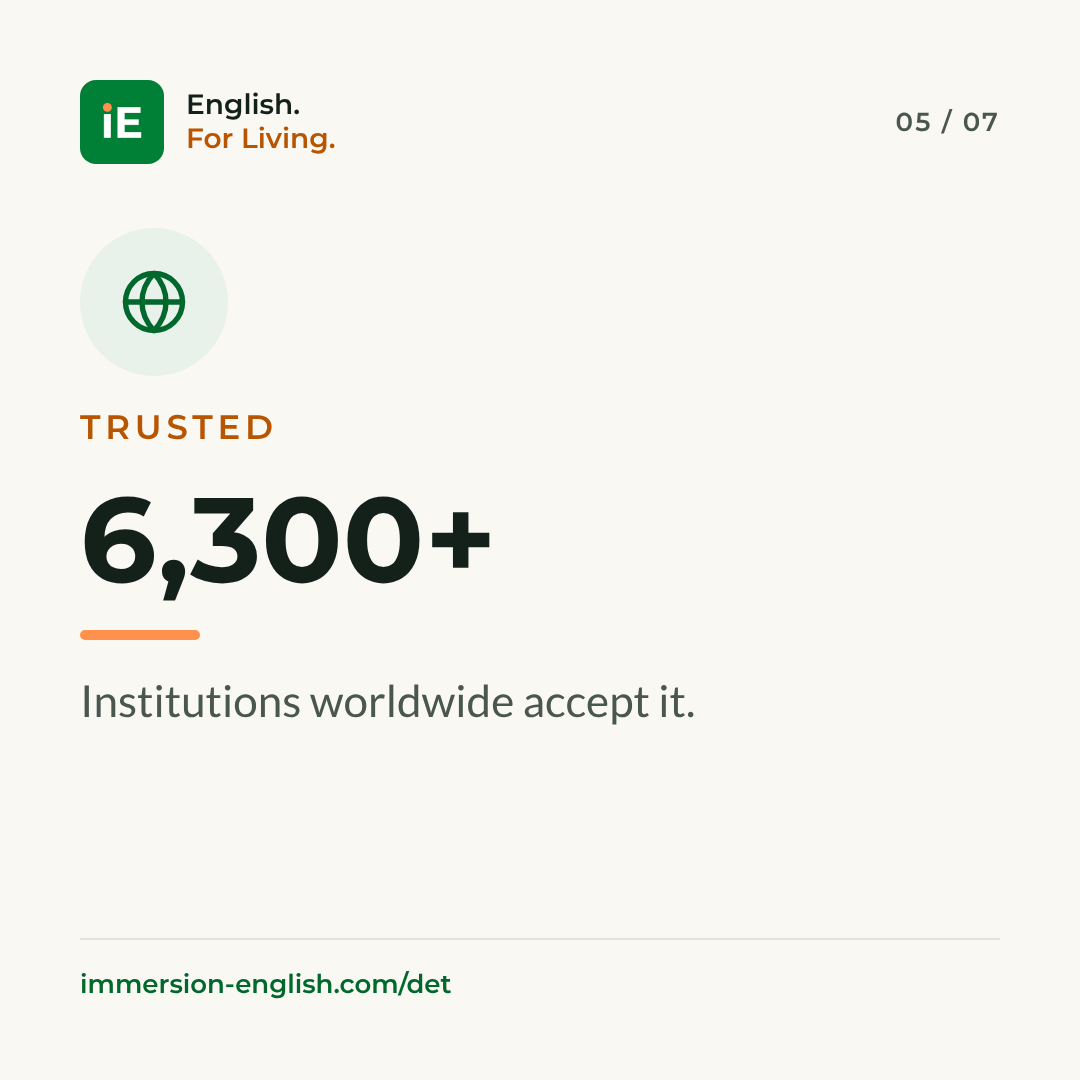 iE
English.
For Living.
05 / 07
TRUSTED
6,300+
Institutions worldwide accept it.
immersion-english.com/det